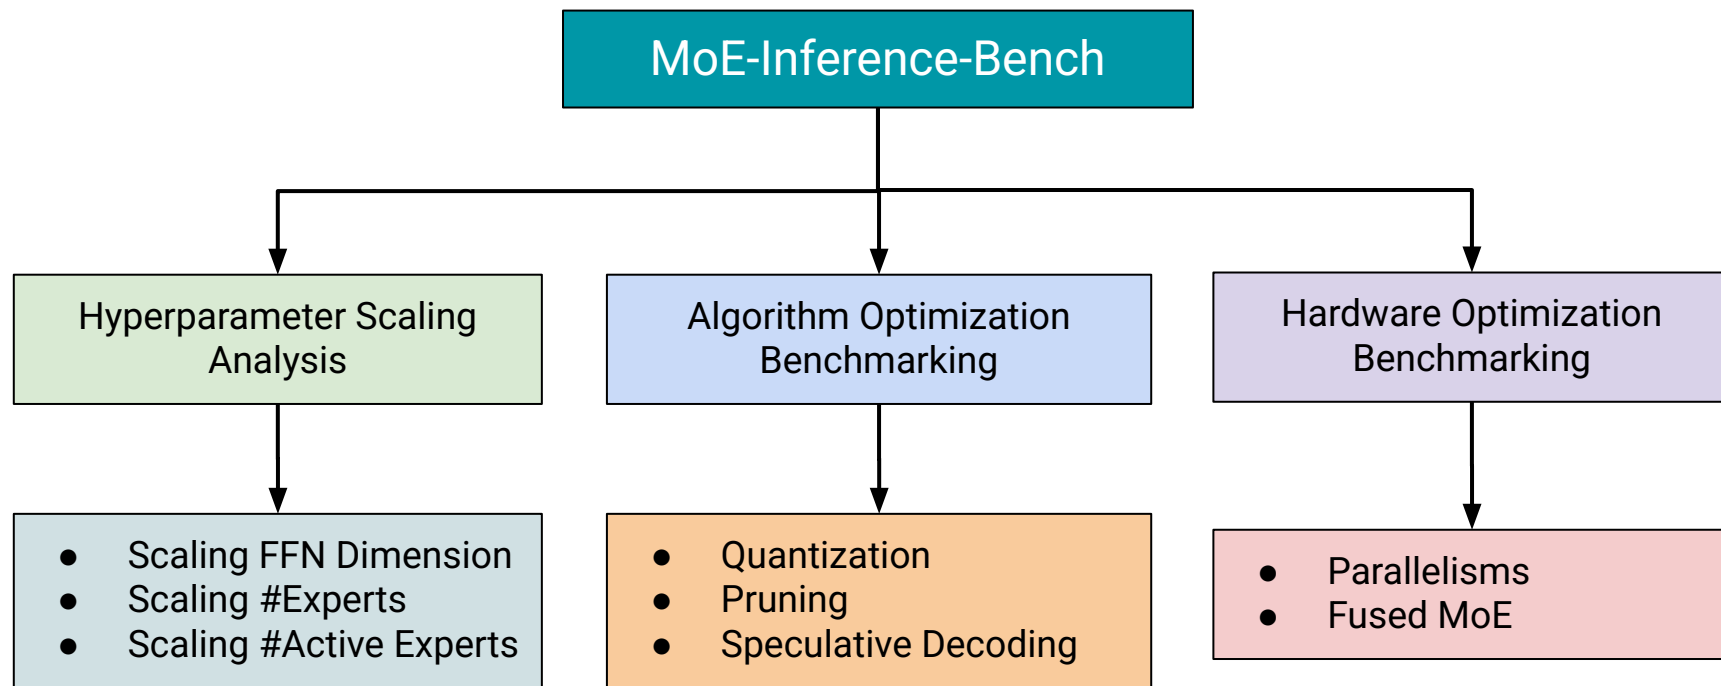 MoE-Inference-Bench
Hyperparameter Scaling
Analysis
Algorithm Optimization
Benchmarking
Hardware Optimization
Benchmarking
● Scaling FFN Dimension
● Scaling #Experts
● Scaling #Active Experts
● Quantization
● Pruning
● Speculative Decoding
● Parallelisms
● Fused MoE